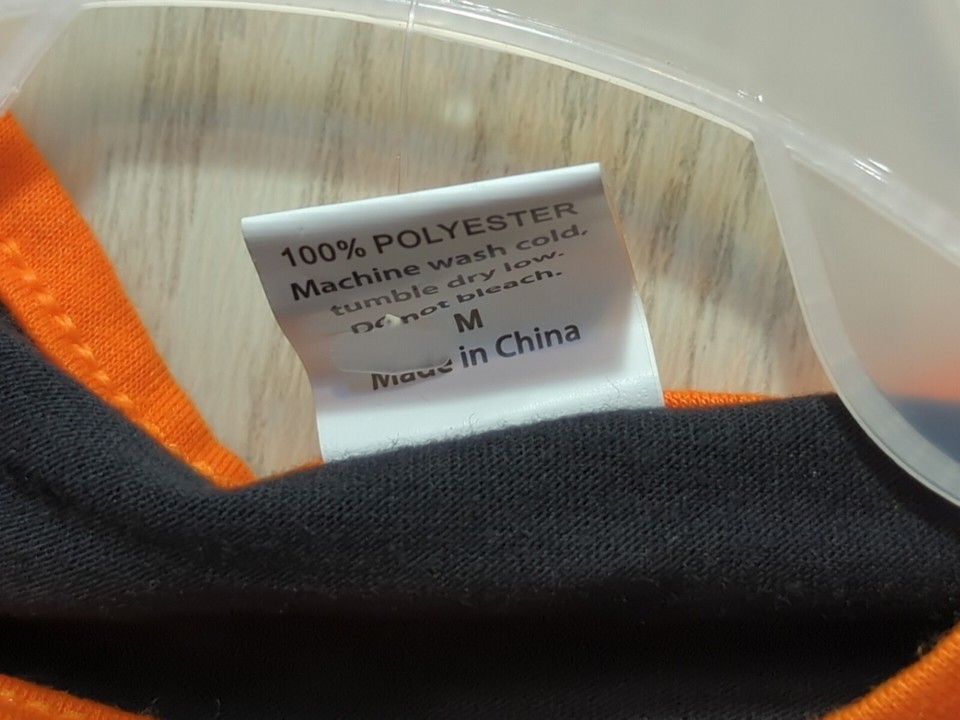 100% POLYESTER
Machine wash cold,
tumble dry low.
Do not bleach.
M
Made in China